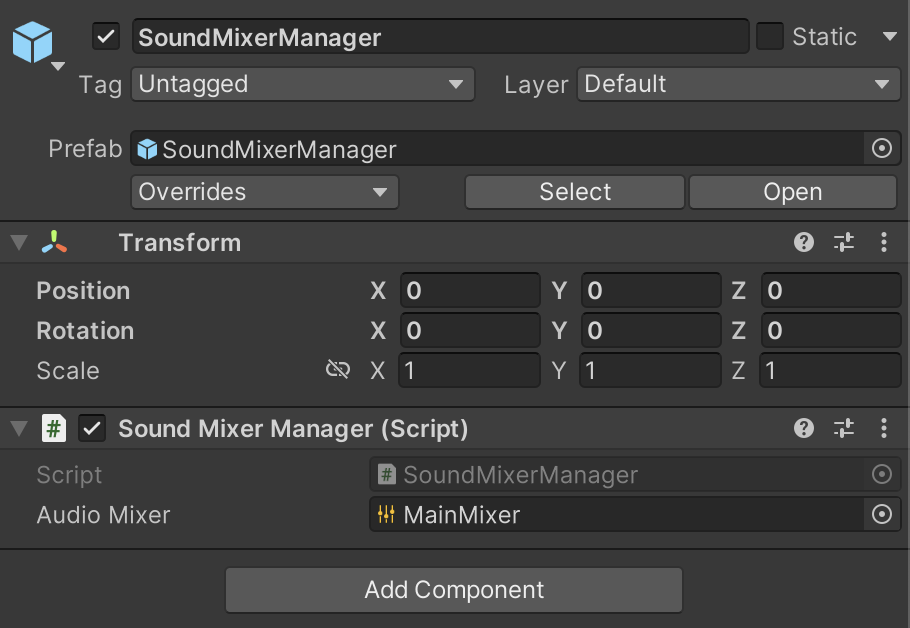 SoundMixerManager Static
Tag Untagged Layer Default
Prefab SoundMixerManager
Overrides Select Open
Transform
Position X 0 Y 0 Z 0
Rotation X 0 Y 0 Z 0
Scale X 1 Y 1 Z 1
# Sound Mixer Manager (Script)
Script # SoundMixerManager
Audio Mixer MainMixer
Add Component